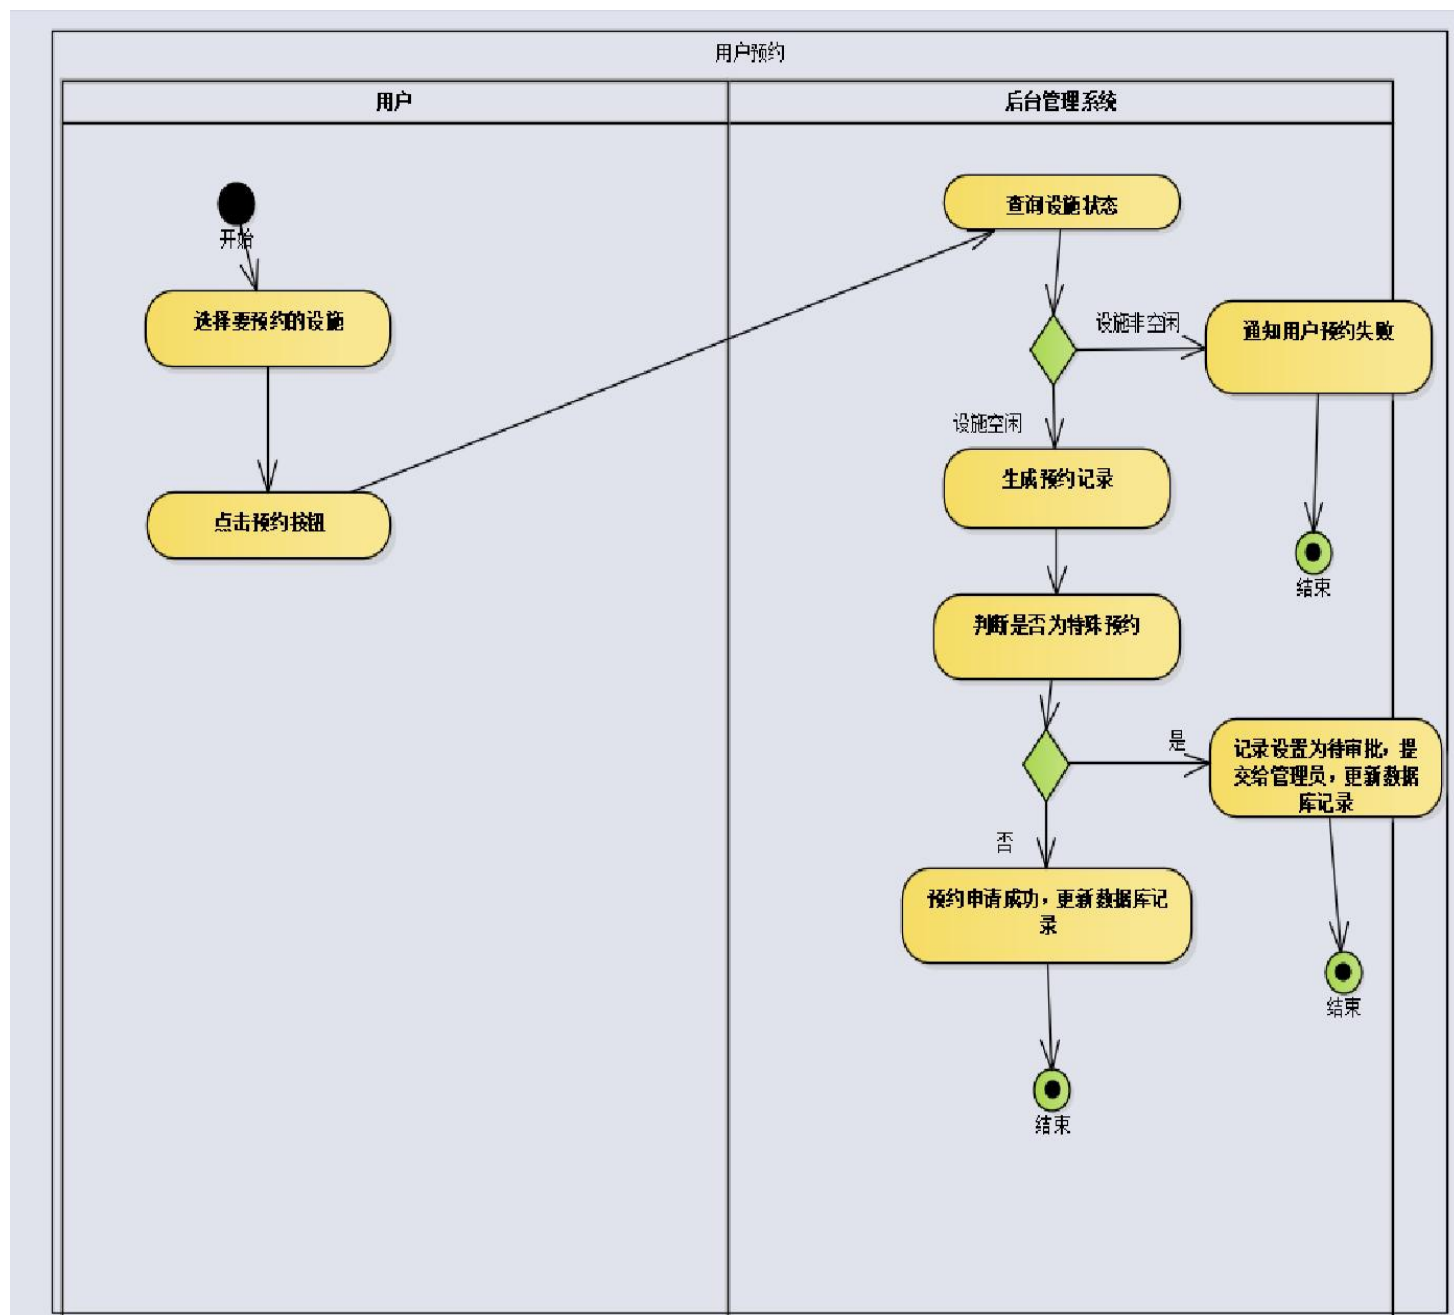 用户预约
用户
后台管理系统
开始
选择要预约的设施
点击预约按钮
查询设施状态
设施非空闲
通知用户预约失败
结束
设施空闲
生成预约记录
判断是否为特殊预约
是
记录设置为待审批，提
交给管理员，更新数据
库记录
结束
否
预约申请成功，更新数据库记
录
结束